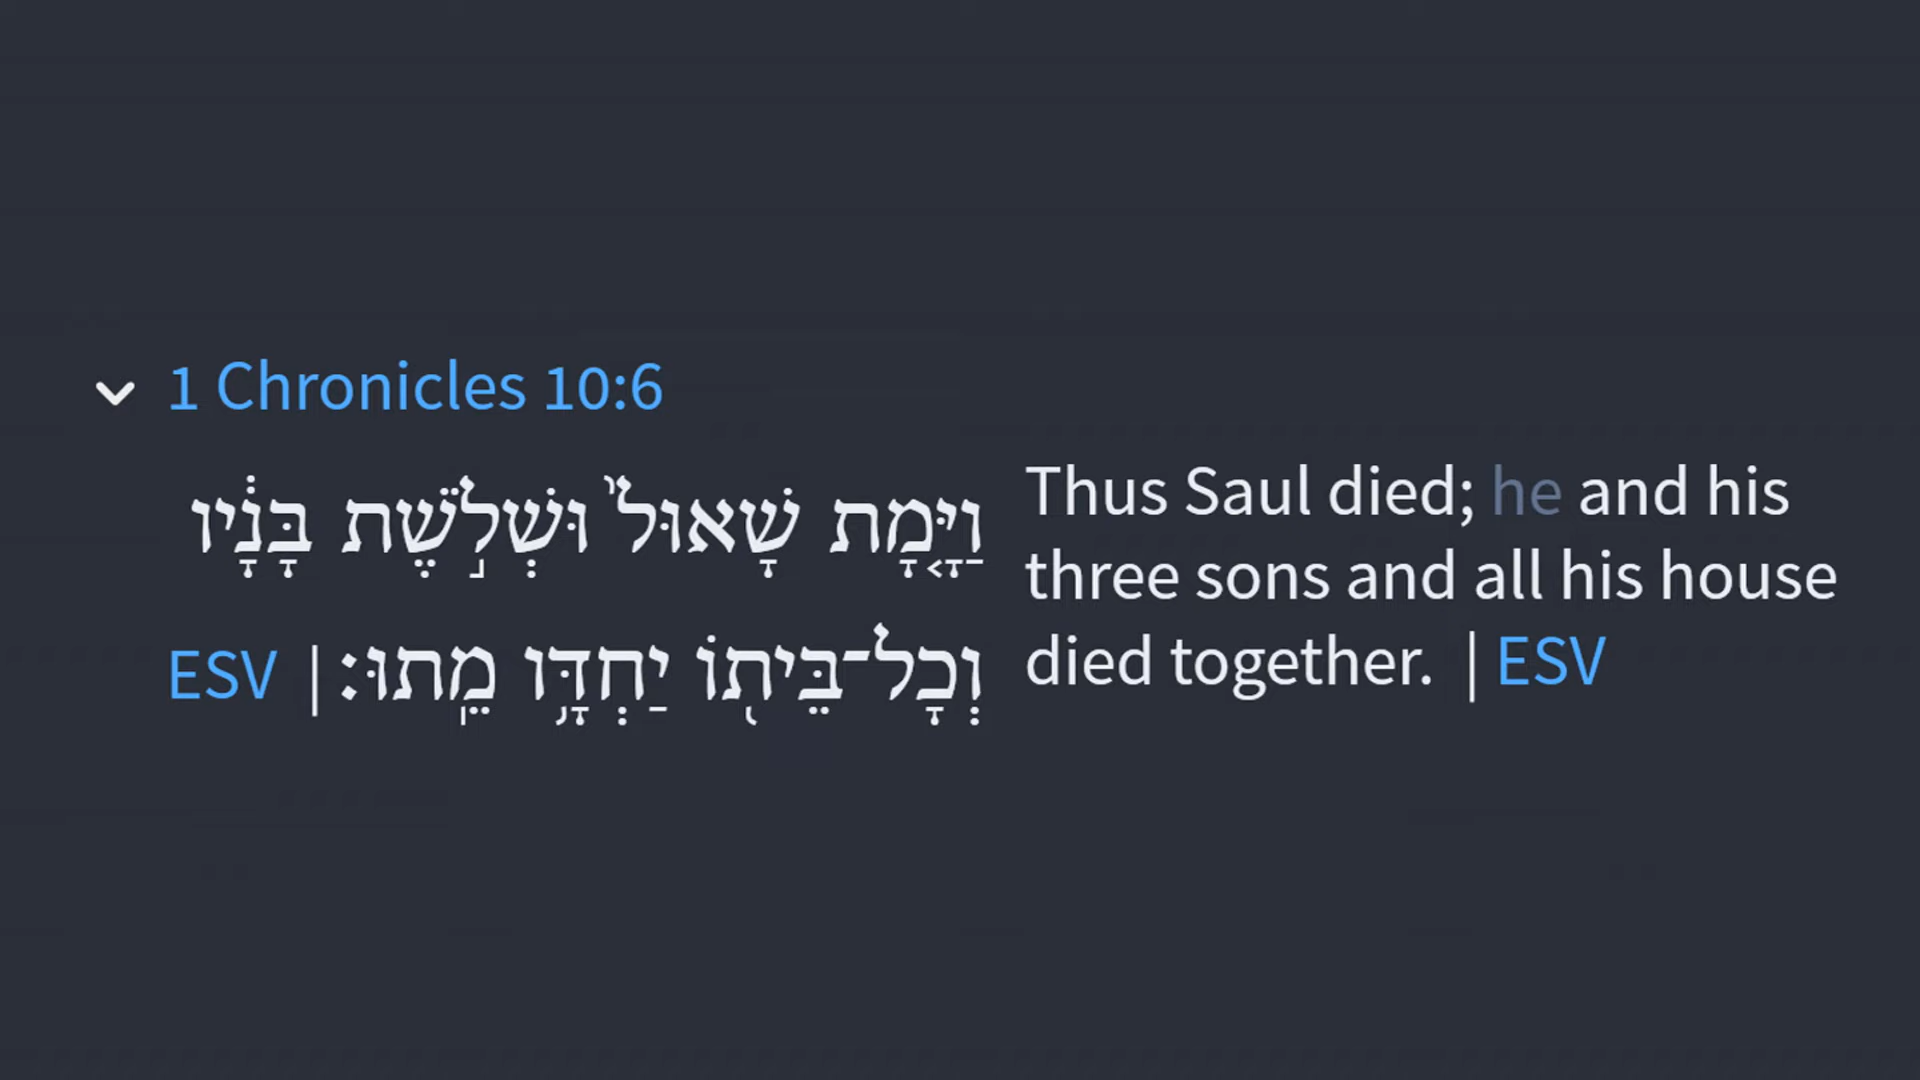 1 Chronicles 10:6
וַיָּ֤מָת שָׁאוּל֙ וּשְׁלֹ֣שֶׁת בָּנָ֔יו
וְכָל־בֵּית֖וֹ יַחְדָּ֥ו מֵֽתוּ׃ | ESV
Thus Saul died; he and his
three sons and all his house
died together. | ESV